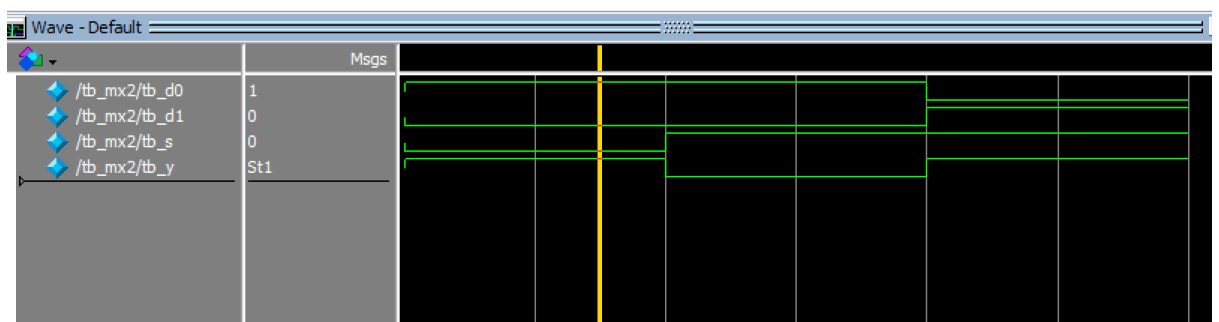 Wave - Default
Msgs
/tb_mx2/tb_d0 1
/tb_mx2/tb_d1 0
/tb_mx2/tb_s 0
/tb_mx2/tb_y St1